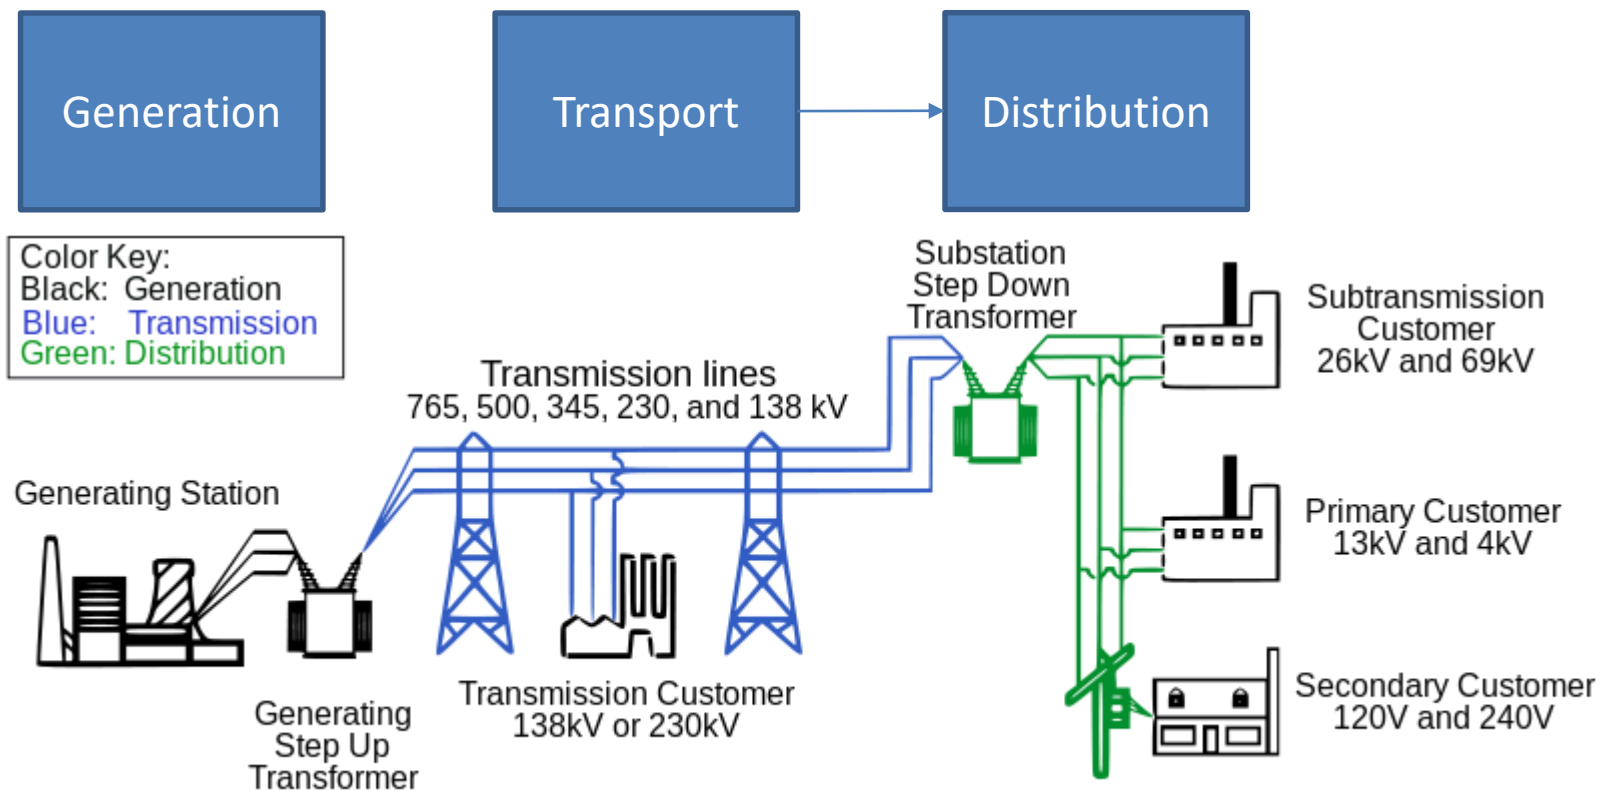 Generation
Transport
Distribution
Color Key:
Black: Generation
Blue: Transmission
Green: Distribution
Substation
Step Down
Transformer
Subtransmission
Customer
26kV and 69kV
Transmission lines
765, 500, 345, 230, and 138 kV
Generating Station
Primary Customer
13kV and 4kV
Transmission Customer
138kV or 230kV
Secondary Customer
120V and 240V
Generating
Step Up
Transformer